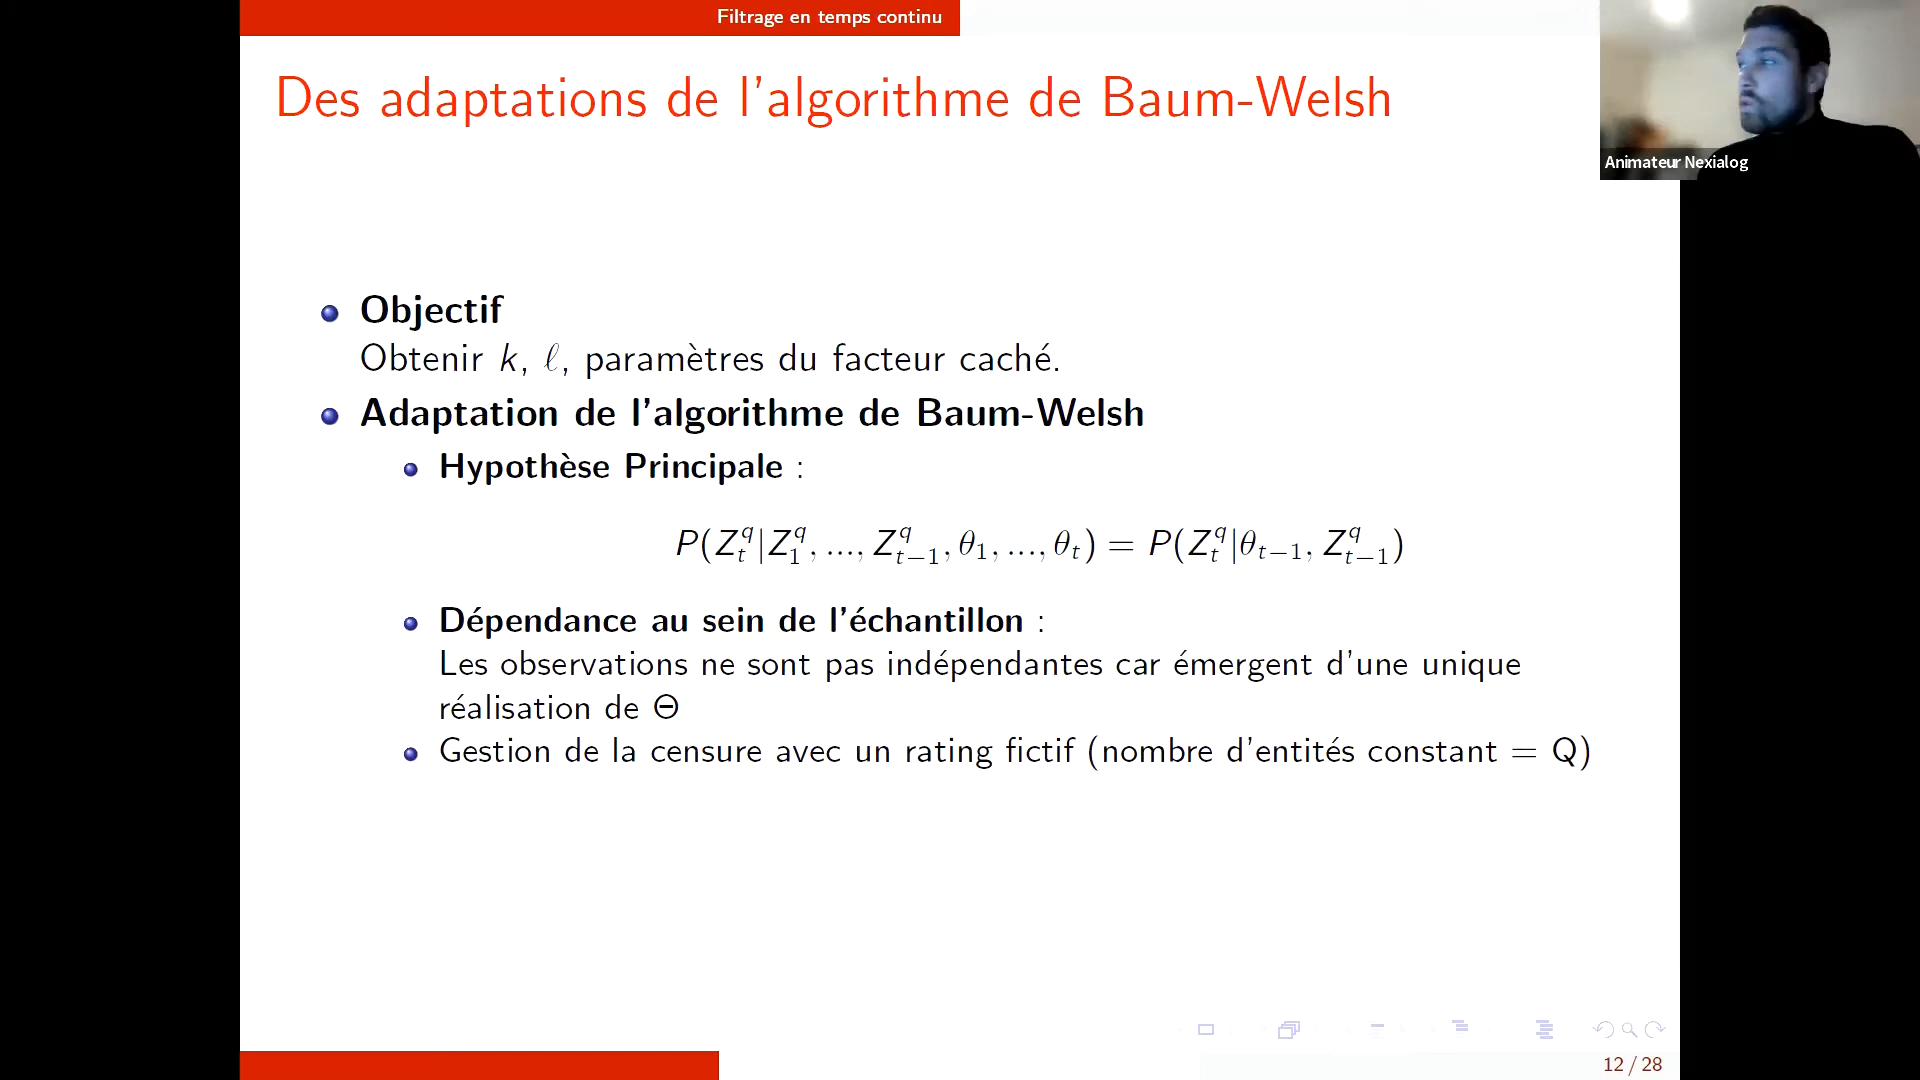 Filtrage en temps continu
Des adaptations de l'algorithme de Baum-Welsh
Animateur Nexialog
Objectif
Obtenir k, ℓ, paramètres du facteur caché.
Adaptation de l'algorithme de Baum-Welsh
Hypothèse Principale :
P(Z_t^q|Z_1^q, ..., Z_{t−1}^q, θ_1, ..., θ_t) = P(Z_t^q|θ_{t−1}, Z_{t−1}^q)
Dépendance au sein de l'échantillon :
Les observations ne sont pas indépendantes car émergent d'une unique
réalisation de Θ
Gestion de la censure avec un rating fictif (nombre d'entités constant = Q)
12 / 28